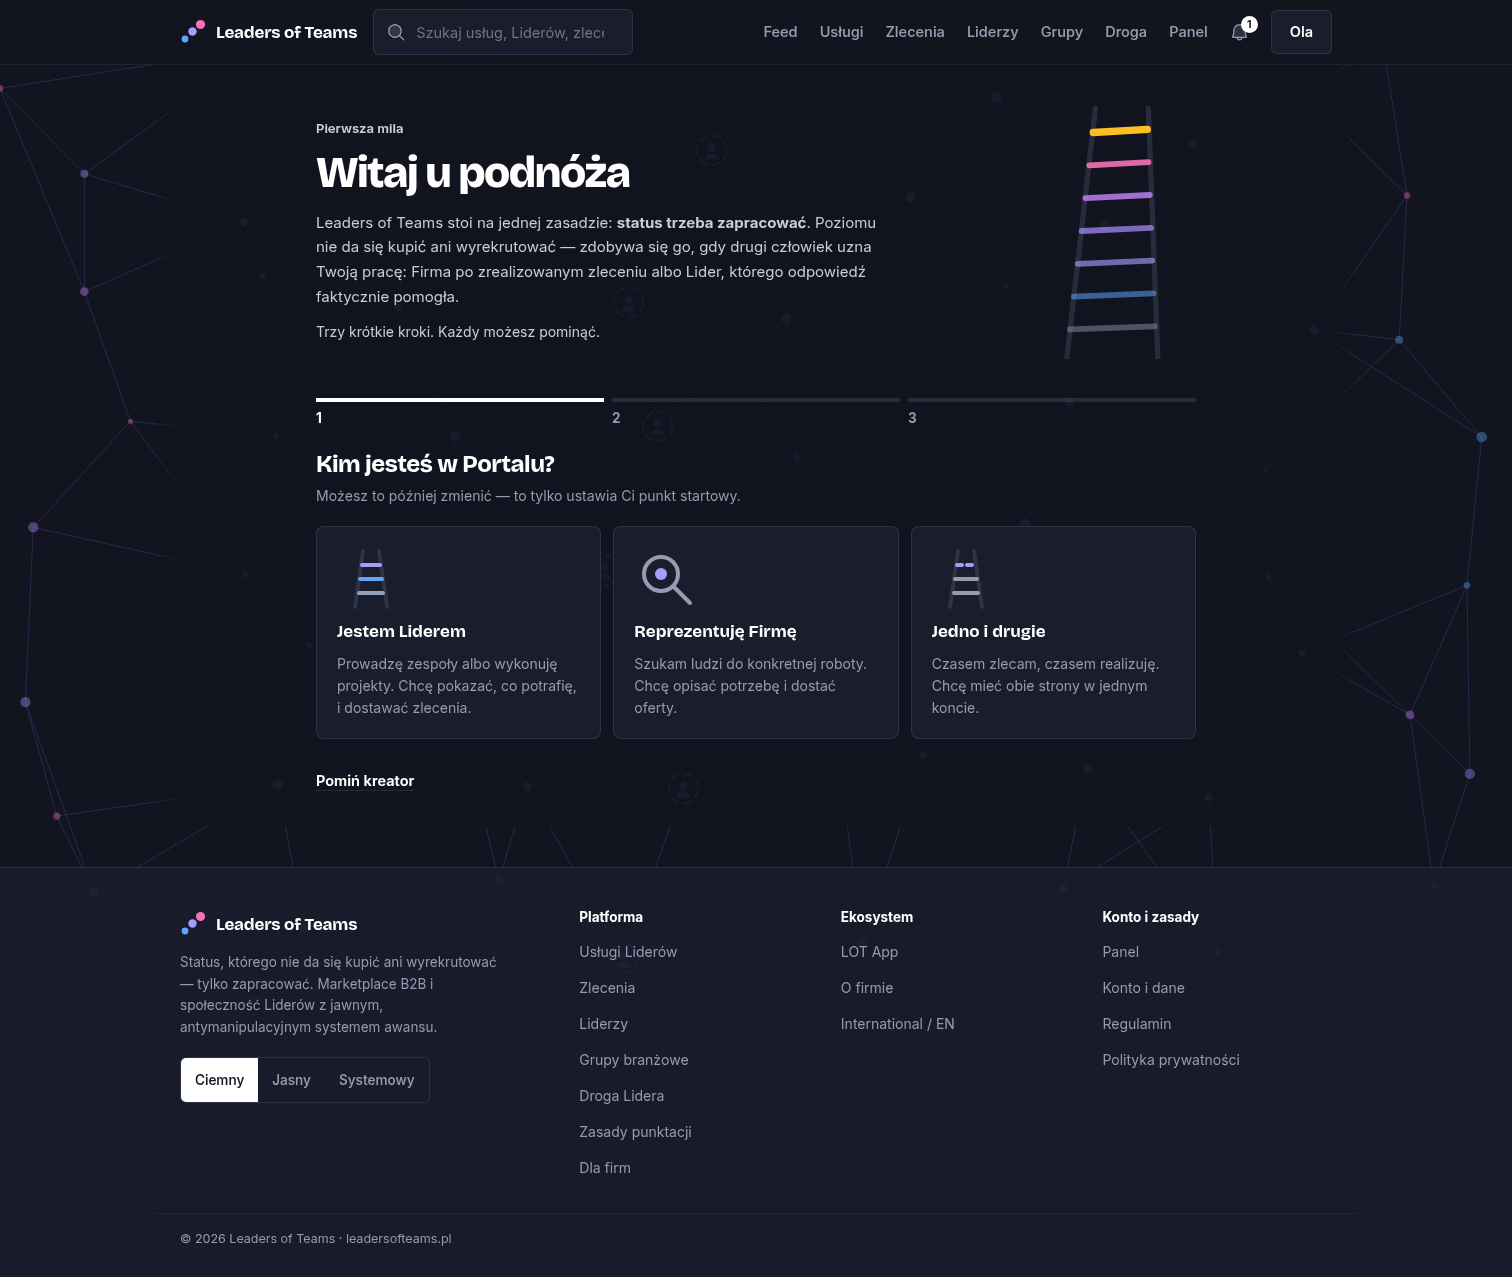 Leaders of Teams
Szukaj usług, Liderów, zlec
Feed
Usługi
Zlecenia
Liderzy
Grupy
Droga
Panel
1
Ola
Pierwsza mila
Witaj u podnóża
Leaders of Teams stoi na jednej zasadzie: status trzeba zapracować. Poziomu
nie da się kupić ani wyrekrutować — zdobywa się go, gdy drugi człowiek uzna
Twoją pracę: Firma po zrealizowanym zleceniu albo Lider, którego odpowiedź
faktycznie pomogła.
Trzy krótkie kroki. Każdy możesz pominąć.
1
2
3
Kim jesteś w Portalu?
Możesz to później zmienić — to tylko ustawia Ci punkt startowy.
Jestem Liderem
Prowadzę zespoły albo wykonuję
projekty. Chcę pokazać, co potrafię,
i dostawać zlecenia.
Reprezentuję Firmę
Szukam ludzi do konkretnej roboty.
Chcę opisać potrzebę i dostać
oferty.
Jedno i drugie
Czasem zlecam, czasem realizuję.
Chcę mieć obie strony w jednym
koncie.
Pomiń kreator
Leaders of Teams
Status, którego nie da się kupić ani wyrekrutować
— tylko zapracować. Marketplace B2B i
społeczność Liderów z jawnym,
antymanipulacyjnym systemem awansu.
Ciemny
Jasny
Systemowy
Platforma
Usługi Liderów
Zlecenia
Liderzy
Grupy branżowe
Droga Lidera
Zasady punktacji
Dla firm
Ekosystem
LOT App
O firmie
International / EN
Konto i zasady
Panel
Konto i dane
Regulamin
Polityka prywatności
© 2026 Leaders of Teams · leadersofteams.pl